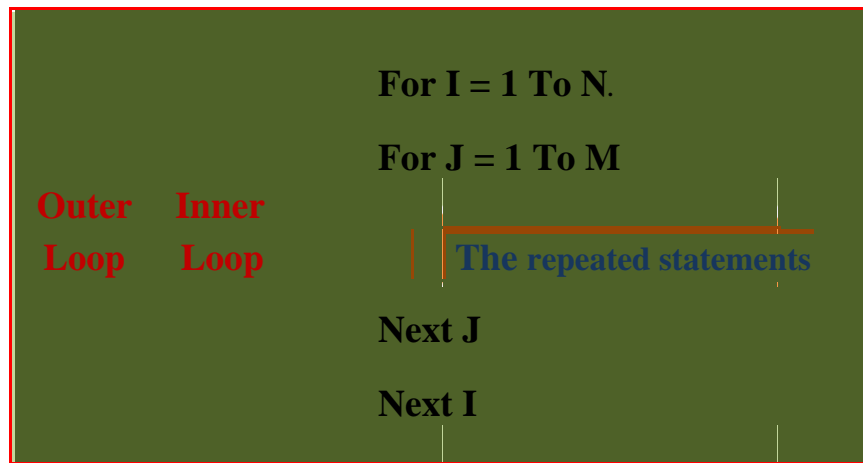 For I = 1 To N.
For J = 1 To M
Outer Inner
Loop Loop
The repeated statements
Next J
Next I